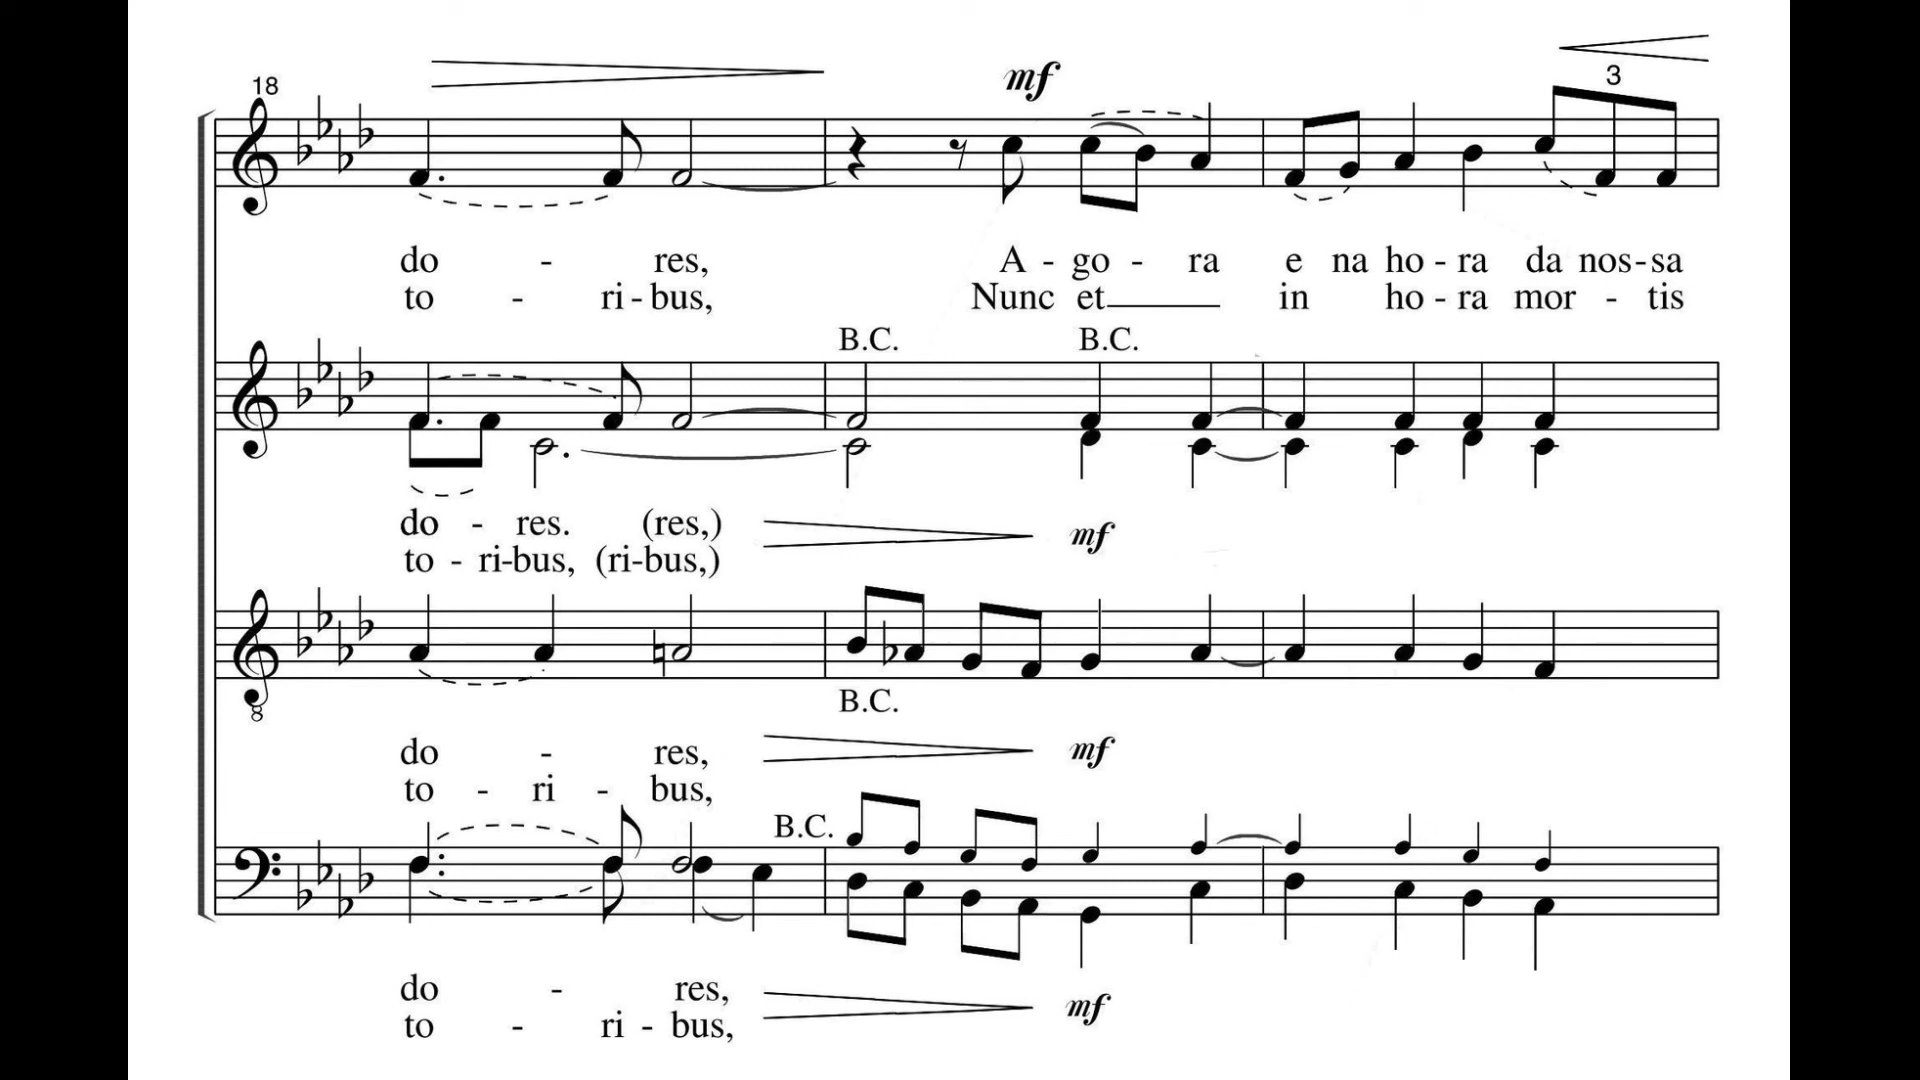 18
mf
3
do - res, A - go - ra e na ho - ra da nos - sa
to - ri - bus, Nunc et in ho - ra mor - tis
B.C. B.C.
do - res. (res,)
mf
to - ri-bus, (ri-bus,)
8
B.C.
do - res,
mf
to - ri - bus,
B.C.
do - res,
mf
to - ri - bus,